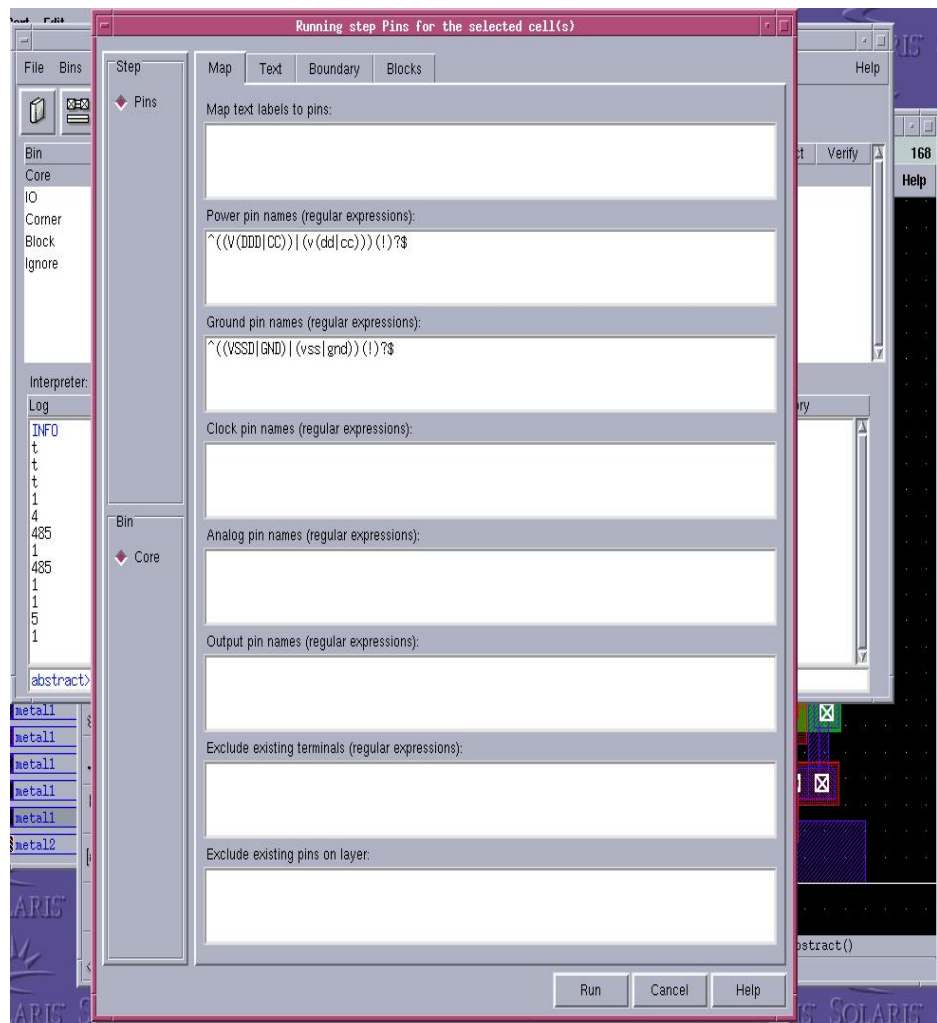 Running step Pins for the selected cell(s)
File Bins
Help
Step
Pins
Map Text Boundary Blocks
Map text labels to pins:
Bin
Verify
168
Help
Core
IO
Corner
Block
Ignore
Power pin names (regular expressions):
^((V(DDD|CC))|(v(dd|cc)))(!)?$
Ground pin names (regular expressions):
^((VSSD|GND)|(vss|gnd))(!)?$
Interpreter:
Log
INFO
t
t
t
1
4
485
1
485
1
1
5
1
abstract>
Clock pin names (regular expressions):
Bin
Core
Analog pin names (regular expressions):
Output pin names (regular expressions):
Exclude existing terminals (regular expressions):
Exclude existing pins on layer:
metal1
metal1
metal1
metal1
metal1
metal2
Run Cancel Help
SOLARIS